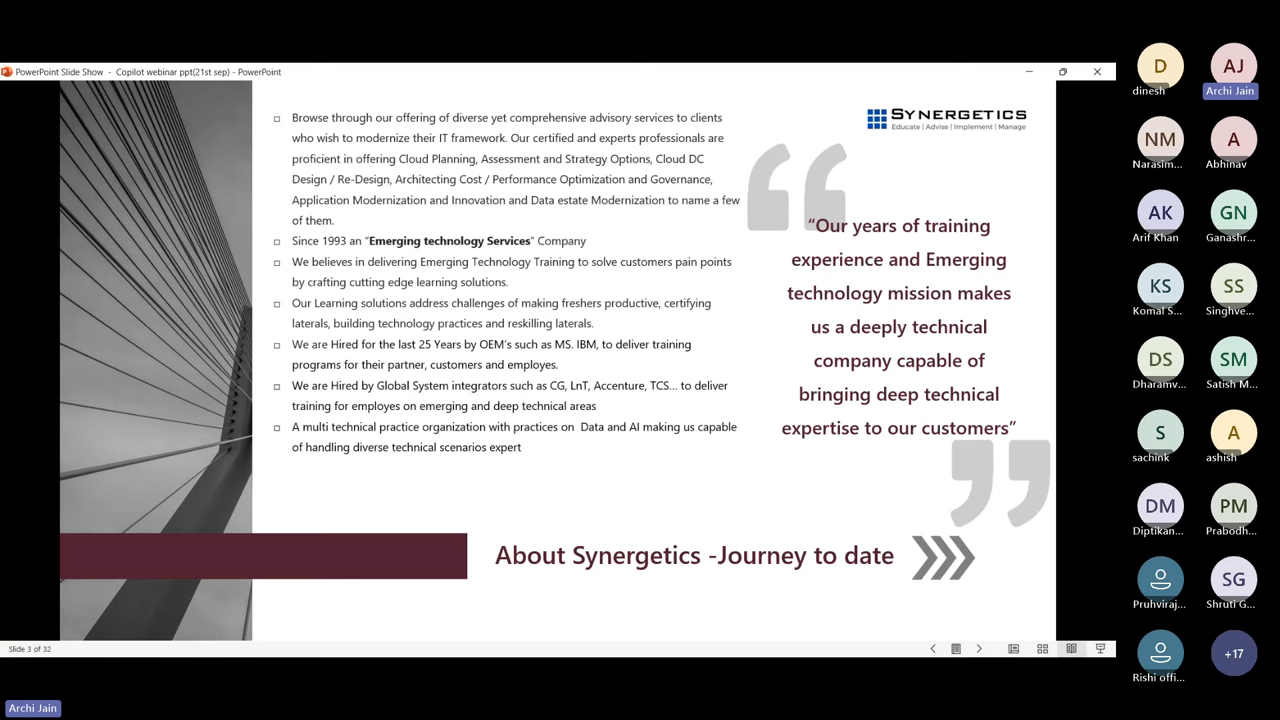 PowerPoint Slide Show - Copilot webinar ppt(21st sep) - PowerPoint
Browse through our offering of diverse yet comprehensive advisory services to clients
who wish to modernize their IT framework. Our certified and experts professionals are
proficient in offering Cloud Planning, Assessment and Strategy Options, Cloud DC
Design / Re-Design, Architecting Cost / Performance Optimization and Governance,
Application Modernization and Innovation and Data estate Modernization to name a few
of them.
Since 1993 an “Emerging technology Services” Company
We believes in delivering Emerging Technology Training to solve customers pain points
by crafting cutting edge learning solutions.
Our Learning solutions address challenges of making freshers productive, certifying
laterals, building technology practices and reskilling laterals.
We are Hired for the last 25 Years by OEM’s such as MS. IBM, to deliver training
programs for their partner, customers and employes.
We are Hired by Global System integrators such as CG, LnT, Accenture, TCS... to deliver
training for employes on emerging and deep technical areas
A multi technical practice organization with practices on Data and AI making us capable
of handling diverse technical scenarios expert
SYNERGETICS
Educate | Advise | Implement | Manage
“Our years of training
experience and Emerging
technology mission makes
us a deeply technical
company capable of
bringing deep technical
expertise to our customers”
About Synergetics -Journey to date
Slide 3 of 32
Archi Jain
D
dinesh
AJ
Archi Jain
NM
Narasim...
A
Abhinav
AK
Arif Khan
GN
Ganashr...
KS
Komal S...
SS
Singhve...
DS
Dharamv...
SM
Satish M...
S
sachink
A
ashish
DM
Diptikan...
PM
Prabodh...
Pruhviraj...
SG
Shruti G...
Rishi offi...
+17